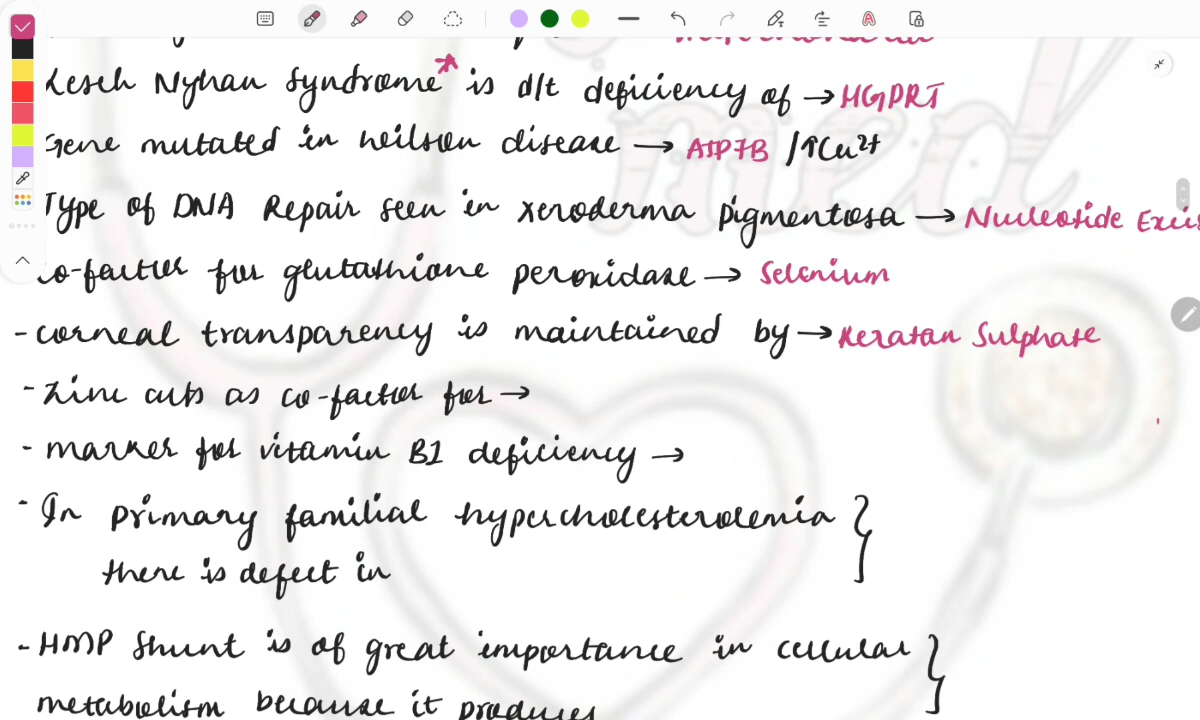 Lesch Nyhan Syndrome* is d/t deficiency of → HGPRT
Gene mutated in Weilson disease → ATP7B /↑Cu2+
Type of DNA Repair seen in xeroderma pigmentosa → Nucleotide Exci
Co-factor for glutathione peroxidase → Selenium
- corneal transparency is maintained by → Keratan Sulphate
- Zinc acts as co-factor for →
- marker for vitamin B1 deficiency →
- In primary familial hypercholesterolemia }
there is defect in
- HMP Shunt is of great importance in cellular }
metabolism because it produces
med